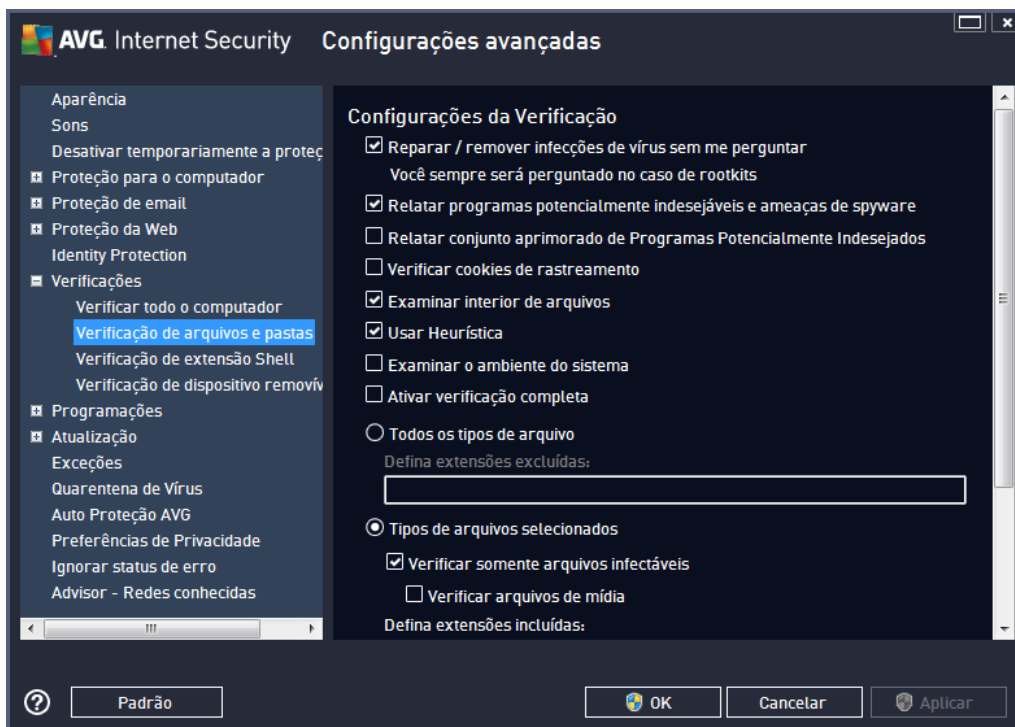 AVG. Internet Security Configurações avançadas
Aparência
Sons
Desativar temporariamente a proteç
Proteção para o computador
Proteção de email
Proteção da Web
Identity Protection
Verificações
Verificar todo o computador
Verificação de arquivos e pastas
Verificação de extensão Shell
Verificação de dispositivo removív
Programações
Atualização
Exceções
Quarentena de Vírus
Auto Proteção AVG
Preferências de Privacidade
Ignorar status de erro
Advisor - Redes conhecidas
Configurações da Verificação
Reparar / remover infecções de vírus sem me perguntar
Você sempre será perguntado no caso de rootkits
Relatar programas potencialmente indesejáveis e ameaças de spyware
Relatar conjunto aprimorado de Programas Potencialmente Indesejados
Verificar cookies de rastreamento
Examinar interior de arquivos
Usar Heurística
Examinar o ambiente do sistema
Ativar verificação completa
Todos os tipos de arquivo
Defina extensões excluídas:
Tipos de arquivos selecionados
Verificar somente arquivos infectáveis
Verificar arquivos de mídia
Defina extensões incluídas:
? Padrão OK Cancelar Aplicar